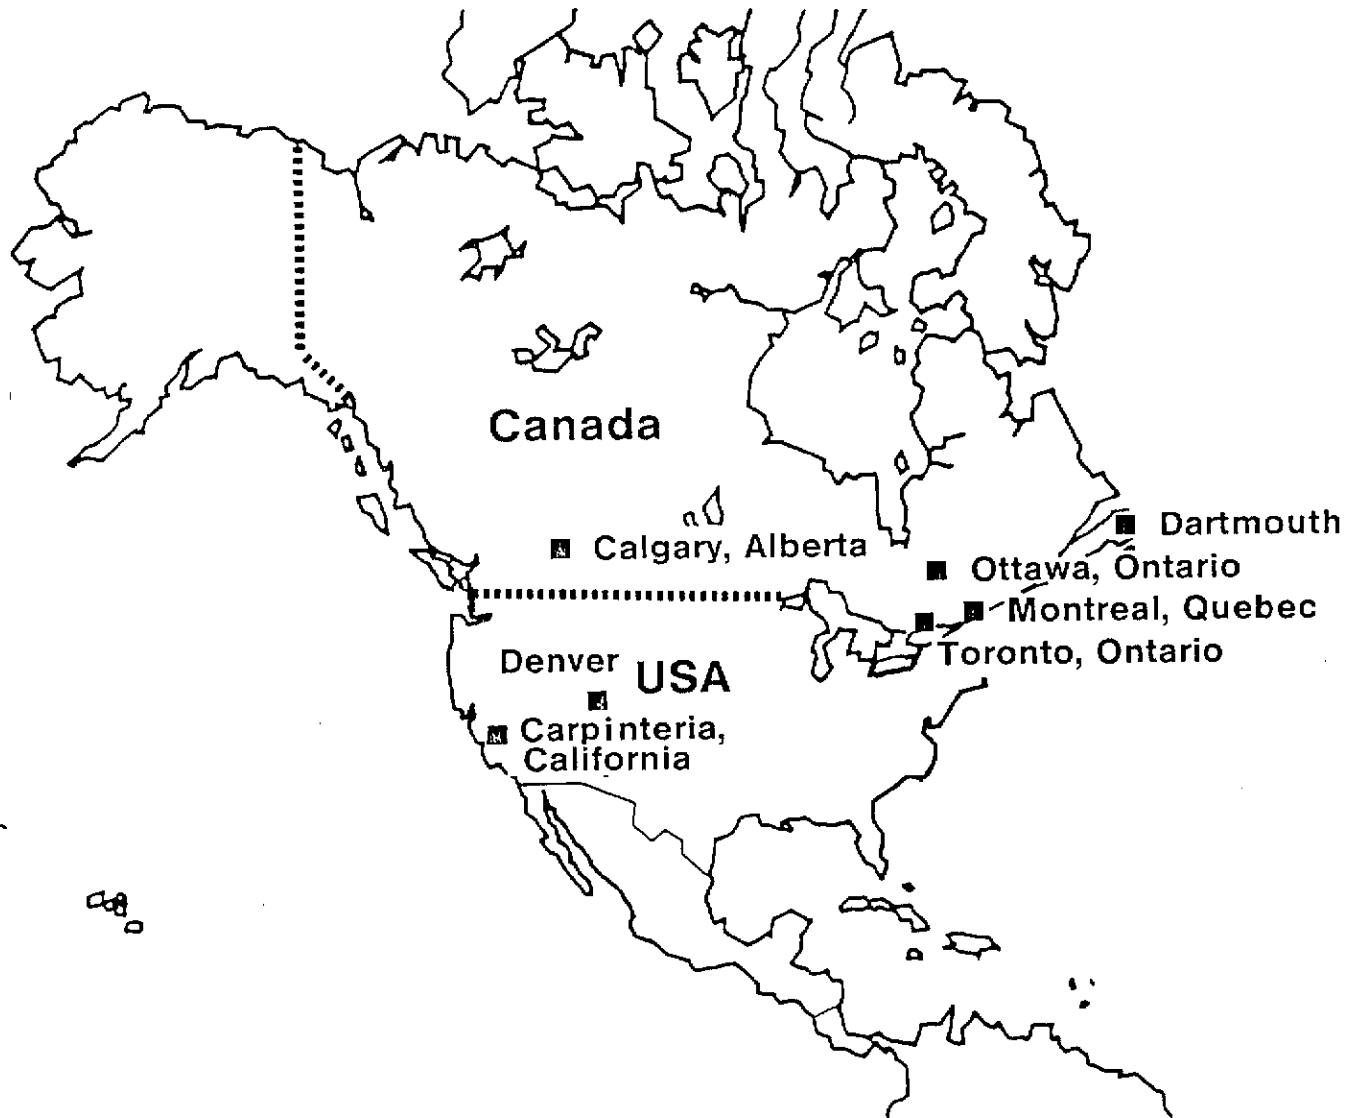 Canada
Dartmouth
Calgary, Alberta
Ottawa, Ontario
Montreal, Quebec
Toronto, Ontario
Denver
USA
Carpinteria,
California